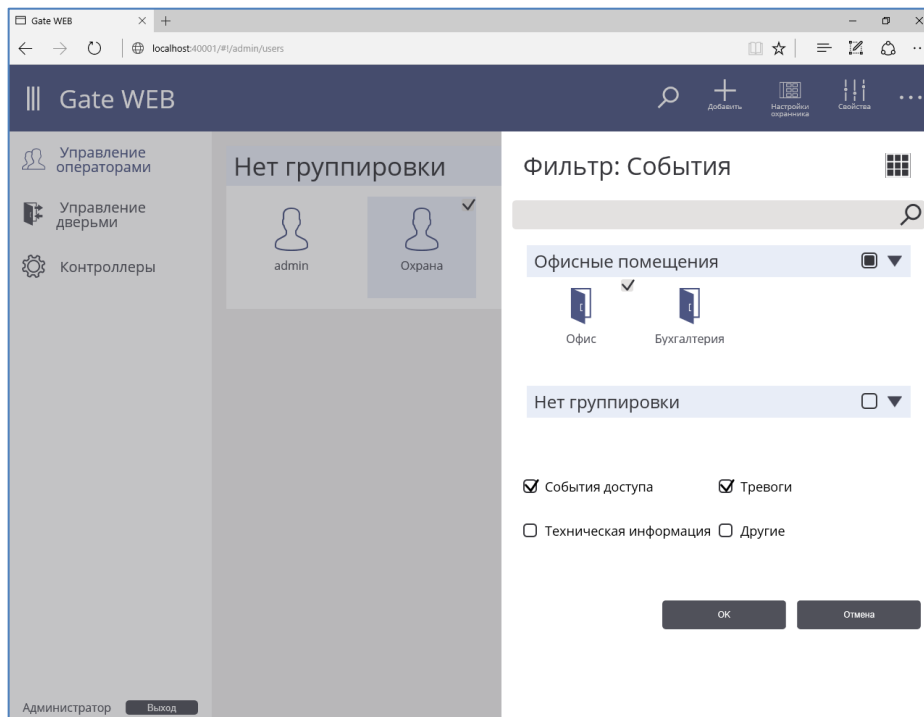 Gate WEB
localhost:40001/#!/admin/users
Gate WEB
Добавить
Настройки
охранника
Свойства
Управление
операторами
Управление
дверьми
Контроллеры
Нет группировки
admin
Охрана
Фильтр: События
Офисные помещения
Офис
Бухгалтерия
Нет группировки
События доступа
Тревоги
Техническая информация
Другие
OK
Отмена
Администратор
Выход